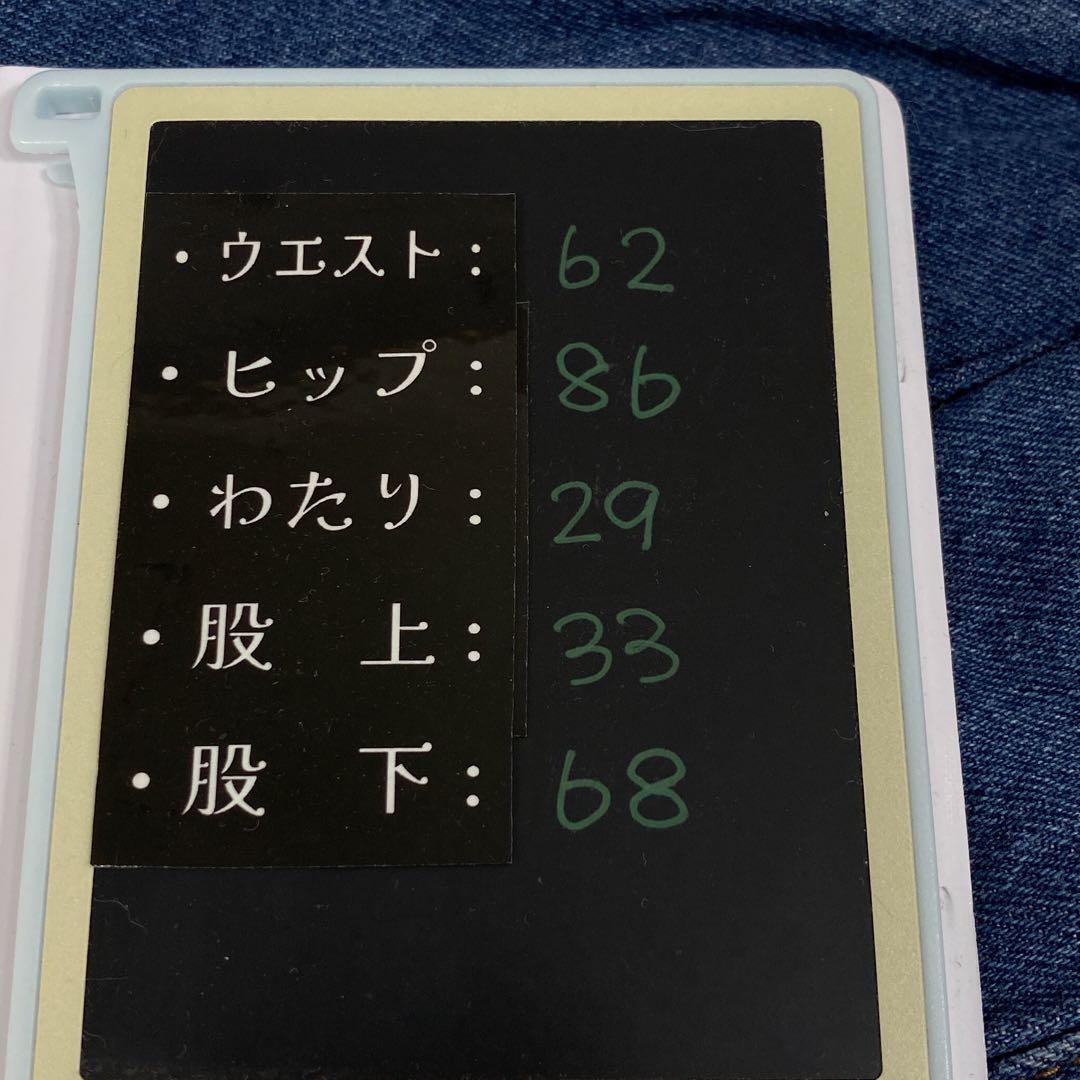 ・ウエスト： 62
・ヒップ： 86
・わたり： 29
・股　上： 33
・股　下： 68